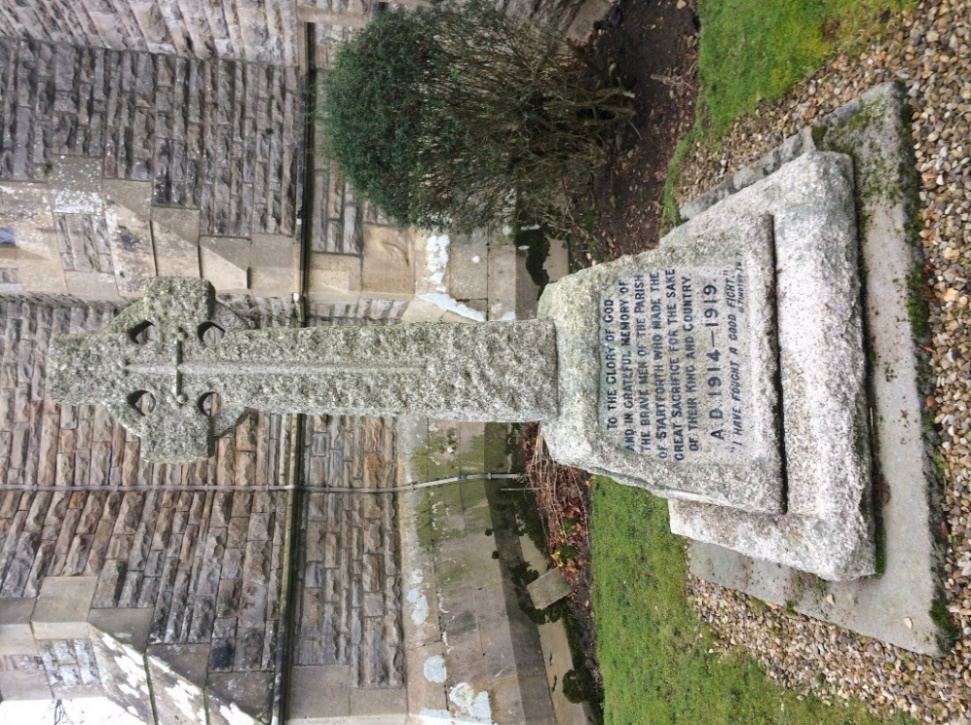 TO THE GLORY OF GOD
AND IN GRATEFUL MEMORY OF
THE BRAVE MEN OF THE PARISH
OF STARTFORTH WHO MADE THE
GREAT SACRIFICE FOR THE SAKE
OF THEIR KING AND COUNTRY.
A.D. 1914–1919.
"I HAVE FOUGHT A GOOD FIGHT."